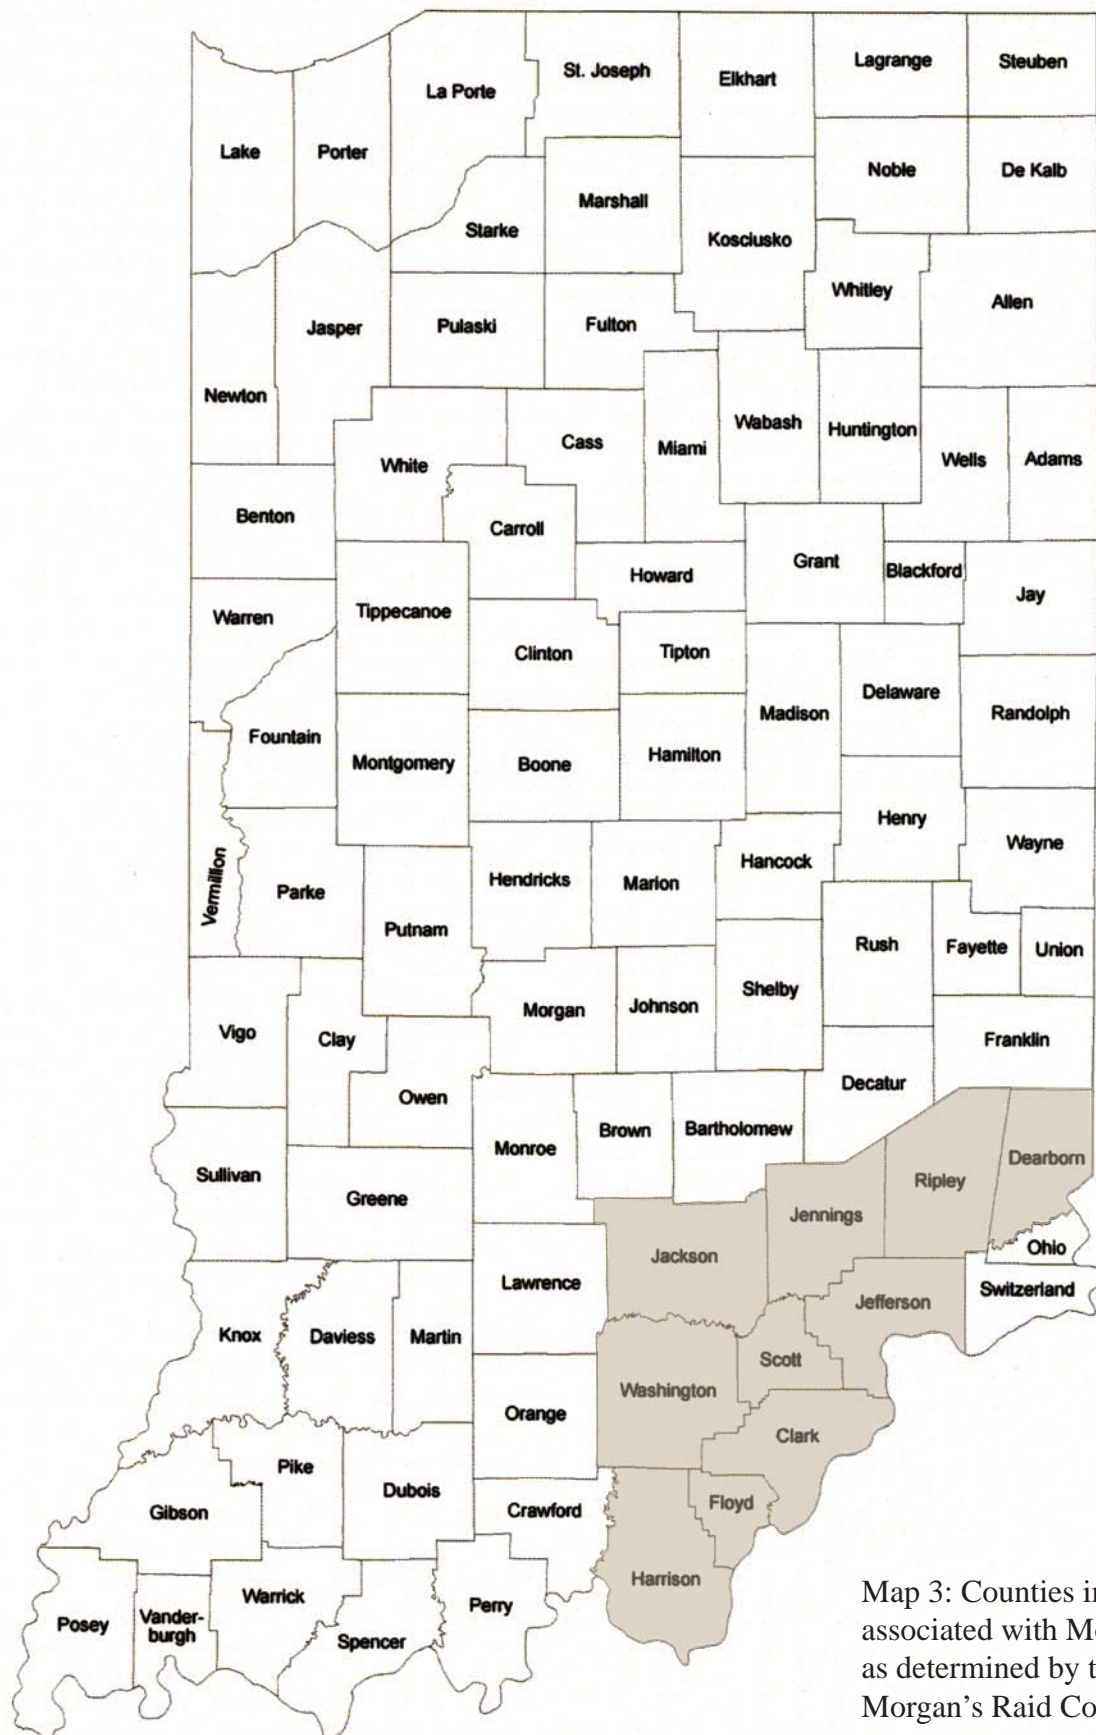 St. Joseph
Elkhart
Lagrange
Steuben
La Porte
Lake
Porter
Noble
De Kalb
Marshall
Starke
Kosciusko
Whitley
Allen
Jasper
Pulaski
Fulton
Newton
Wabash
Huntington
Cass
Miami
White
Wells
Adams
Benton
Carroll
Grant
Howard
Blackford
Jay
Warren
Tippecanoe
Clinton
Tipton
Delaware
Madison
Randolph
Fountain
Montgomery
Boone
Hamilton
Henry
Wayne
Vermillion
Parke
Hendricks
Marion
Hancock
Putnam
Rush
Fayette
Union
Shelby
Morgan
Johnson
Vigo
Clay
Franklin
Owen
Decatur
Monroe
Brown
Bartholomew
Dearborn
Sullivan
Greene
Ripley
Jennings
Jackson
Ohio
Lawrence
Switzerland
Jefferson
Knox
Daviess
Martin
Scott
Washington
Orange
Clark
Pike
Dubois
Gibson
Crawford
Floyd
Harrison
Warrick
Perry
Posey
Vander-
burgh
Spencer
Map 3: Counties
associated with
as determined by
Morgan's Raid